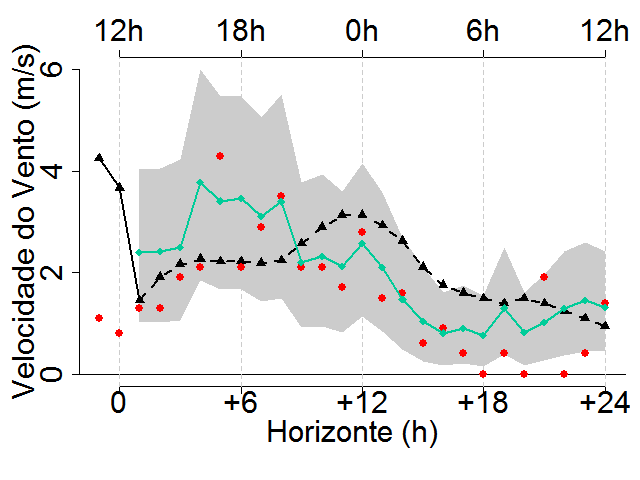 12h 18h 0h 6h 12h
Velocidade do Vento (m/s)
6
4
2
0
0 +6 +12 +18 +24
Horizonte (h)